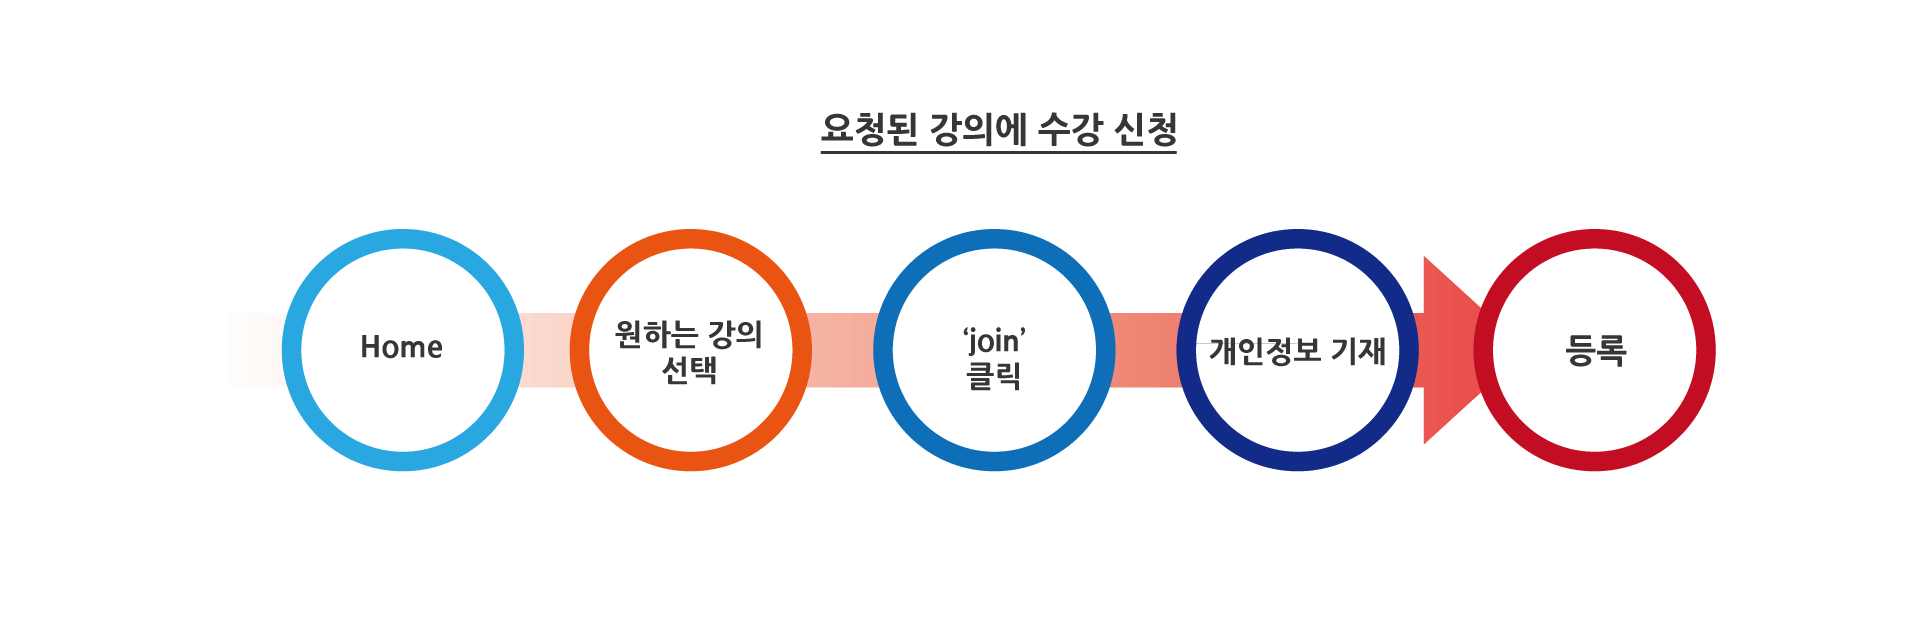 요청된 강의에 수강 신청
Home
원하는 강의
선택
‘join’
클릭
개인정보 기재
등록